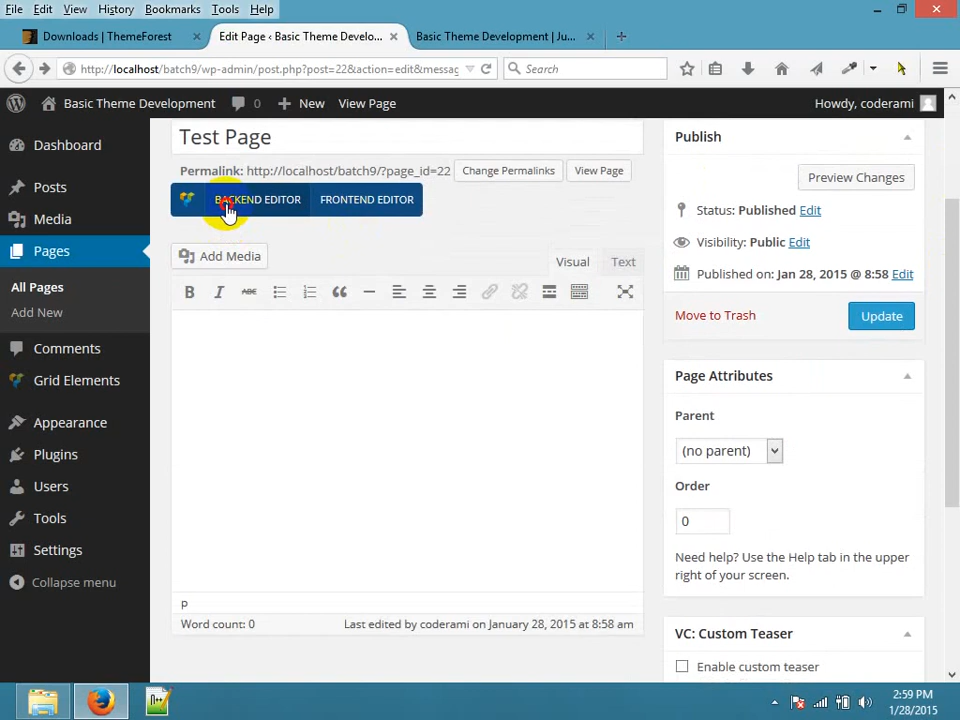 File Edit View History Bookmarks Tools Help
Downloads | ThemeForest
Edit Page ‹ Basic Theme Develo...
Basic Theme Development | Ju...
http://localhost/batch9/wp-admin/post.php?post=22&action=edit&messag
Search
Basic Theme Development 0 New View Page Howdy, coderami
Dashboard
Posts
Media
Pages
All Pages
Add New
Comments
Grid Elements
Appearance
Plugins
Users
Tools
Settings
Collapse menu
Test Page
Permalink: http://localhost/batch9/?page_id=22 Change Permalinks View Page
BACKEND EDITOR FRONTEND EDITOR
Add Media Visual Text
B I ABC
p
Word count: 0 Last edited by coderami on January 28, 2015 at 8:58 am
Publish
Preview Changes
Status: Published Edit
Visibility: Public Edit
Published on: Jan 28, 2015 @ 8:58 Edit
Move to Trash Update
Page Attributes
Parent
(no parent)
Order
0
Need help? Use the Help tab in the upper
right of your screen.
VC: Custom Teaser
Enable custom teaser
2:59 PM
1/28/2015